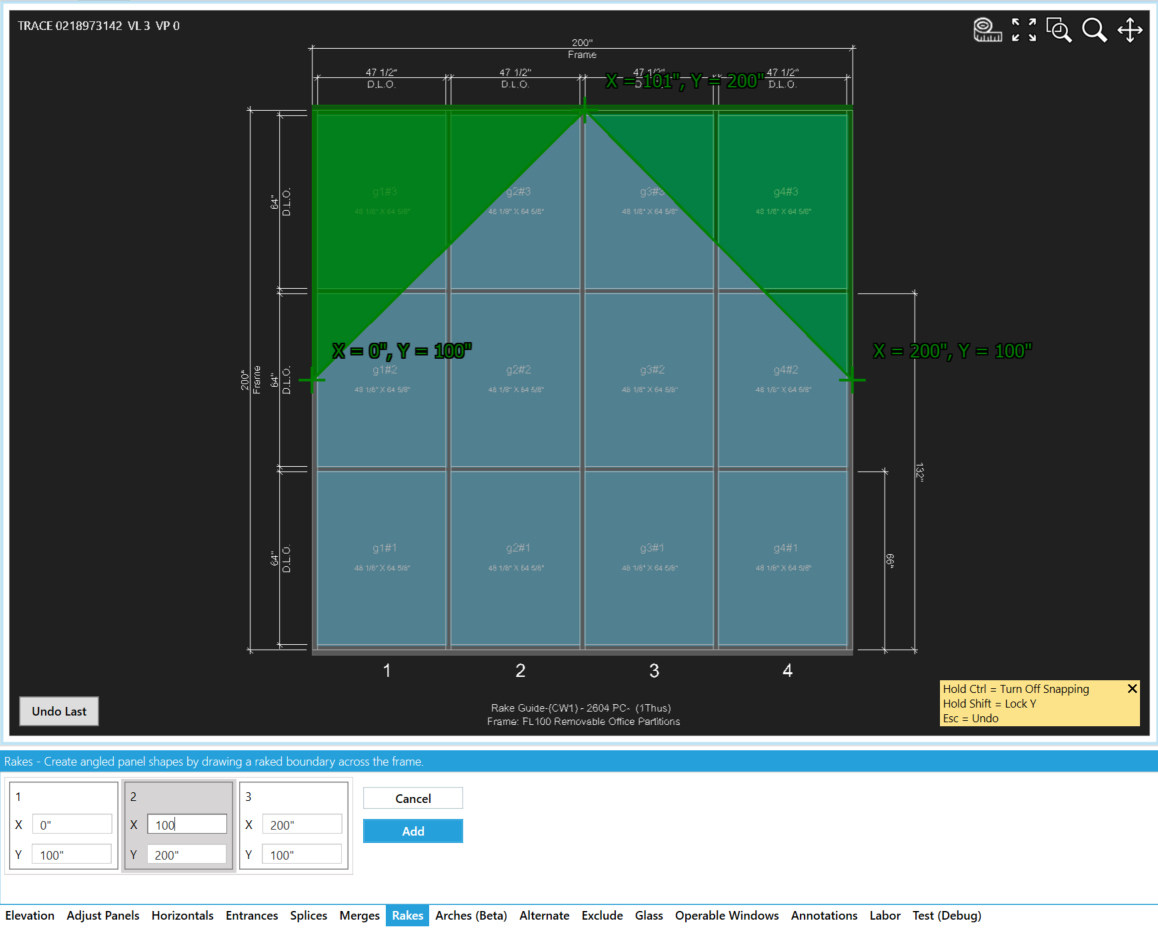 TRACE 0218973142 VL 3 VP 0
200"
Frame
47 1/2" 47 1/2" 47 1/2" 47 1/2"
D.L.O. D.L.O. D.L.O. D.L.O.
X = 101", Y = 200"
64"
D.L.O.
g1#3 g2#3 g3#3 g4#3
48 1/8" X 64 5/8" 48 1/8" X 64 5/8" 48 1/8" X 64 5/8" 48 1/8" X 64 5/8"
X = 0", Y = 100"
X = 200", Y = 100"
200"
Frame
64"
D.L.O.
g1#2 g2#2 g3#2 g4#2
48 1/8" X 64 5/8" 48 1/8" X 64 5/8" 48 1/8" X 64 5/8" 48 1/8" X 64 5/8"
132"
64"
D.L.O.
g1#1 g2#1 g3#1 g4#1
48 1/8" X 64 5/8" 48 1/8" X 64 5/8" 48 1/8" X 64 5/8" 48 1/8" X 64 5/8"
66"
1 2 3 4
Undo Last
Rake Guide-(CW1) - 2604 PC- (1Thus)
Frame: FL100 Removable Office Partitions
Hold Ctrl = Turn Off Snapping
Hold Shift = Lock Y
Esc = Undo
Rakes - Create angled panel shapes by drawing a raked boundary across the frame.
1
X 0"
Y 100"
2
X 100
Y 200"
3
X 200"
Y 100"
Cancel
Add
Elevation Adjust Panels Horizontals Entrances Splices Merges Rakes Arches (Beta) Alternate Exclude Glass Operable Windows Annotations Labor Test (Debug)